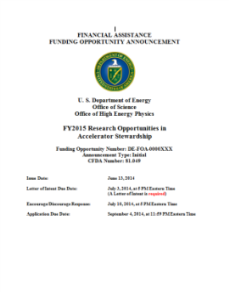 FINANCIAL ASSISTANCE
FUNDING OPPORTUNITY ANNOUNCEMENT
U. S. Department of Energy
Office of Science
Office of High Energy Physics
FY2015 Research Opportunities in
Accelerator Stewardship
Funding Opportunity Number: DE-FOA-0000XXX
Announcement Type: Initial
CFDA Number: 81.049
Issue Date: June 13, 2014
Letter of Intent Due Date: July 3, 2014, at 5 PM Eastern Time
(A Letter of Intent is required)
Encourage/Discourage Response: July 10, 2014, at 5 PM Eastern Time
Application Due Date: September 4, 2014, at 11:59 PM Eastern Time